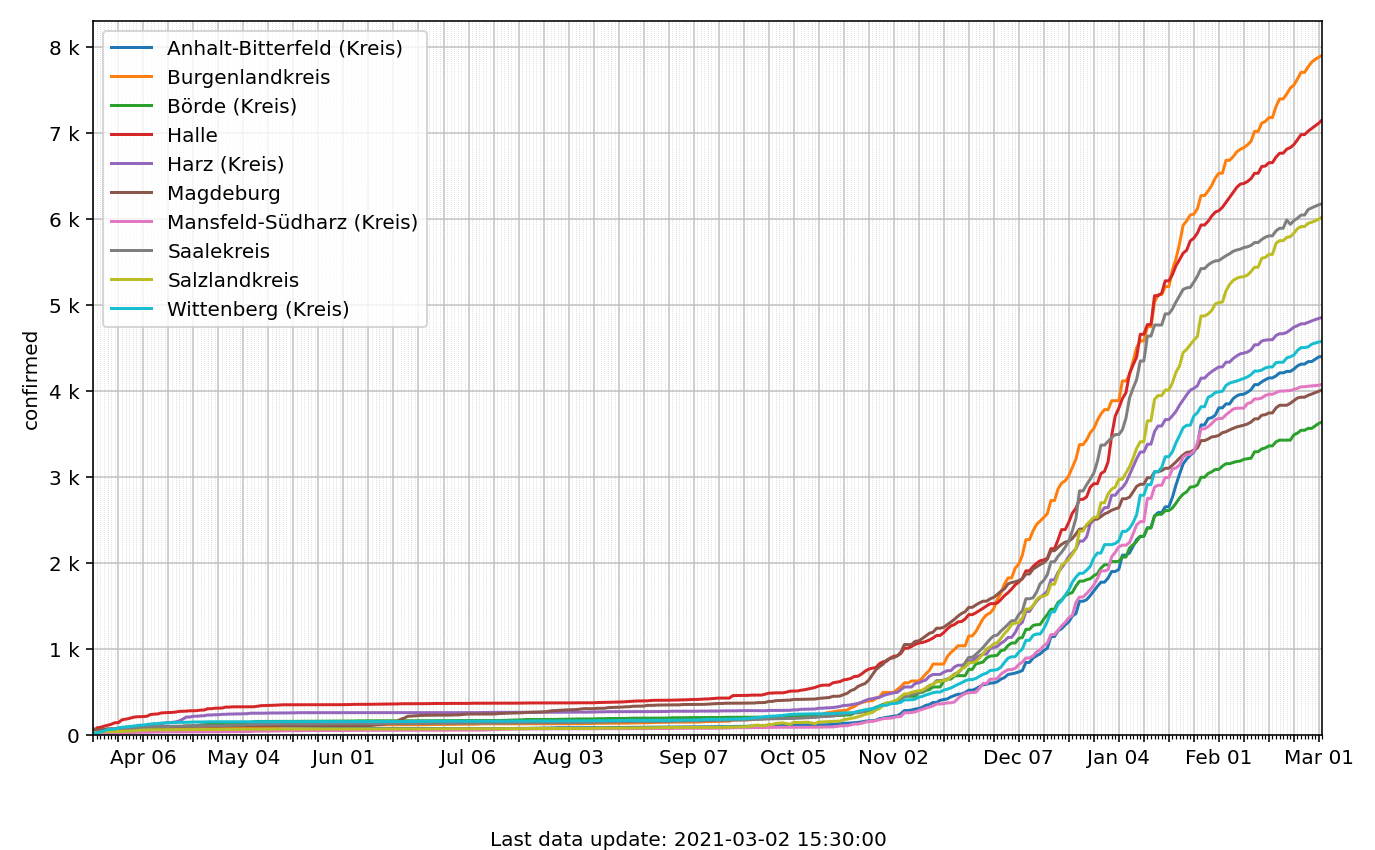 8 k
7 k
6 k
5 k
4 k
3 k
2 k
1 k
0
confirmed
Anhalt-Bitterfeld (Kreis)
Burgenlandkreis
Börde (Kreis)
Halle
Harz (Kreis)
Magdeburg
Mansfeld-Südharz (Kreis)
Saalekreis
Salzlandkreis
Wittenberg (Kreis)
Apr 06 May 04 Jun 01 Jul 06 Aug 03 Sep 07 Oct 05 Nov 02 Dec 07 Jan 04 Feb 01 Mar 01
Last data update: 2021-03-02 15:30:00